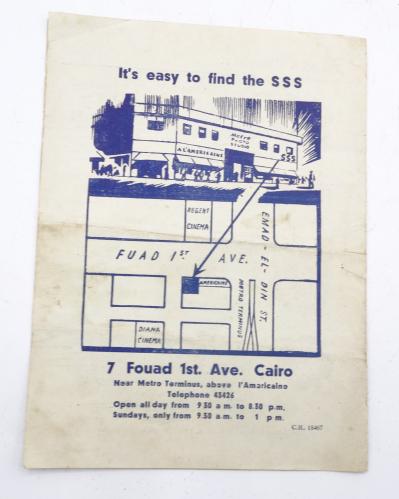 It's easy to find the SSS
METRO
PHOTO
STUDIO
A L'AMERICAINE
SSS
REGENT
CINEMA
EMAD-EL-DIN ST.
FUAD 1ST AVE.
AMERICAINE
METRO TERMINUS
DIANA
CINEMA
7 Fouad 1st. Ave. Cairo
Near Metro Terminus, above l'Americaine
Telephone 43426
Open all day from 9 30 a m. to 8.30 p.m.
Sundays, only from 9.30 a m. to 1 p m.
C.H. 18467